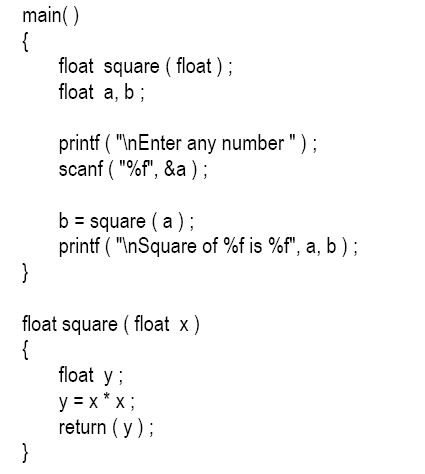 main( )
{
float square ( float ) ;
float a, b ;
printf ( "\nEnter any number " ) ;
scanf ( "%f", &a ) ;
b = square ( a ) ;
printf ( "\nSquare of %f is %f", a, b ) ;
}
float square ( float x )
{
float y ;
y = x * x ;
return ( y ) ;
}